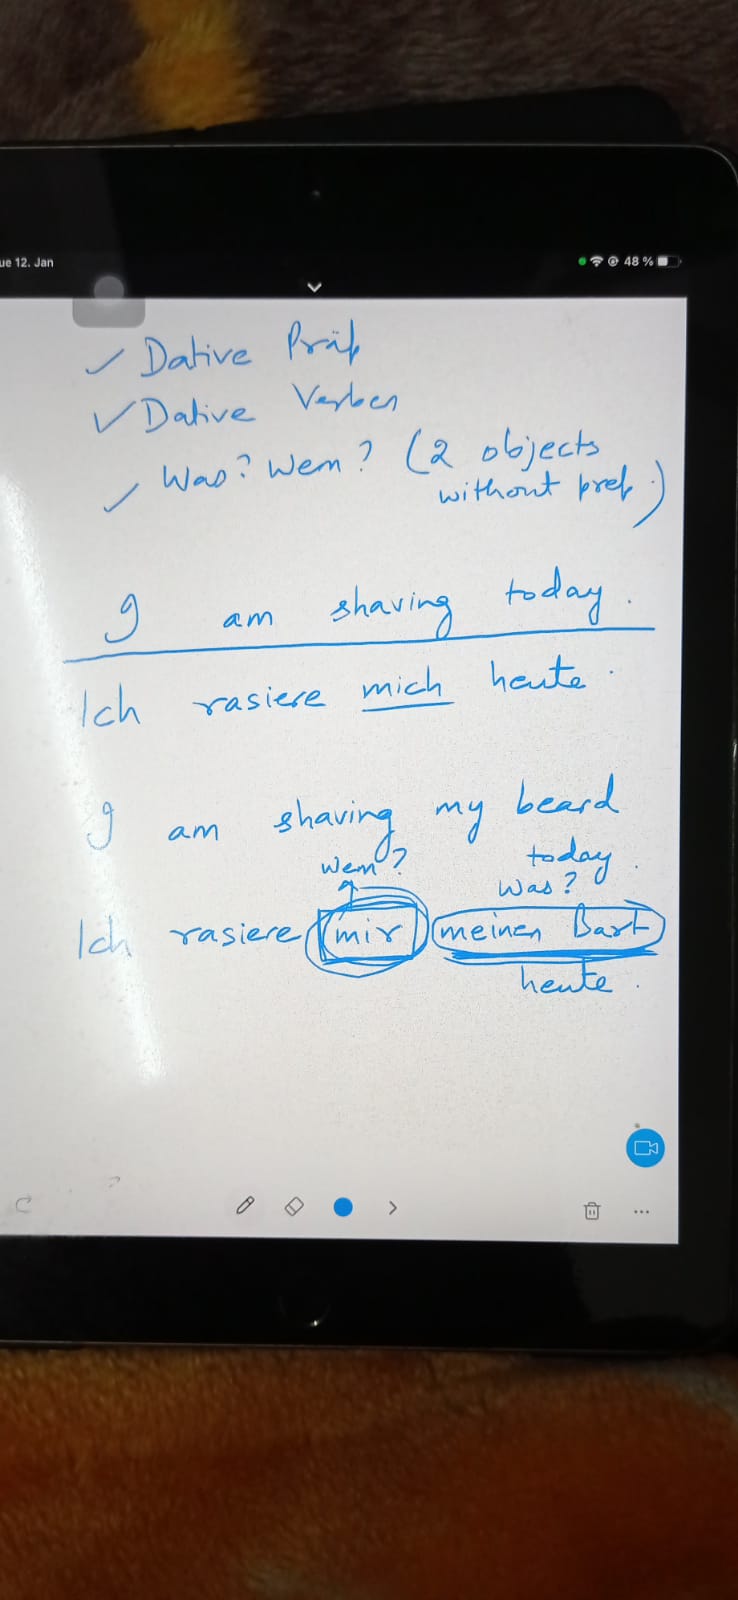 ue 12. Jan
48 %
✓ Dative Präp
✓ Dative Verben
✓ Was? Wem? (2 objects
without prep.)
I am shaving today.
Ich rasiere mich heute.
I am shaving my beard
today.
Wem? Was?
Ich rasiere mir meinen Bart
heute.